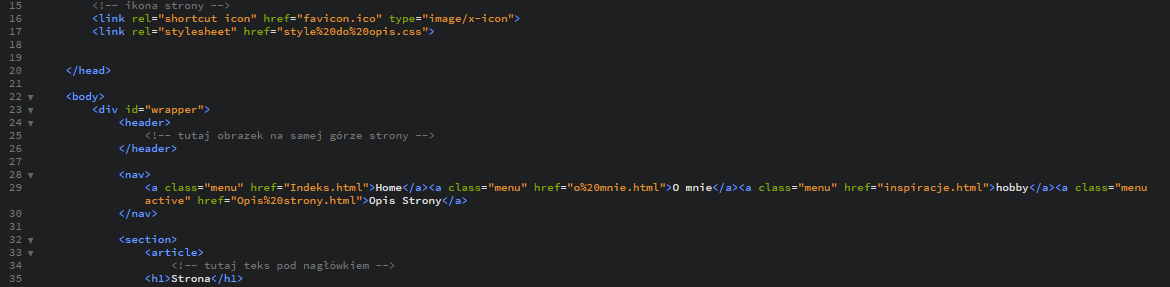 15 <!-- ikona strony -->
16 <link rel="shortcut icon" href="favicon.ico" type="image/x-icon">
17 <link rel="stylesheet" href="style%20do%20opis.css">
18
19
20 </head>
21
22 ▼ <body>
23 ▼ <div id="wrapper">
24 ▼ <header>
25 <!-- tutaj obrazek na samej górze strony -->
26 </header>
27
28 ▼ <nav>
29 <a class="menu" href="Indeks.html">Home</a><a class="menu" href="o%20mnie.html">O mnie</a><a class="menu" href="inspiracje.html">hobby</a><a class="menu
active" href="Opis%20strony.html">Opis Strony</a>
30 </nav>
31
32 ▼ <section>
33 ▼ <article>
34 <!-- tutaj teks pod nagłówkiem -->
35 <h1>Strona</h1>